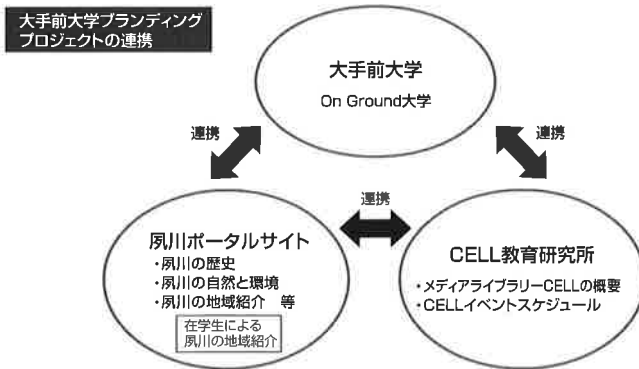 大手前大学ブランディング
プロジェクトの連携
大手前大学
On Ground大学
連携
連携
連携
夙川ポータルサイト
・夙川の歴史
・夙川の自然と環境
・夙川の地域紹介 等
在学生による
夙川の地域紹介
CELL教育研究所
・メディアライブラリーCELLの概要
・CELLイベントスケジュール